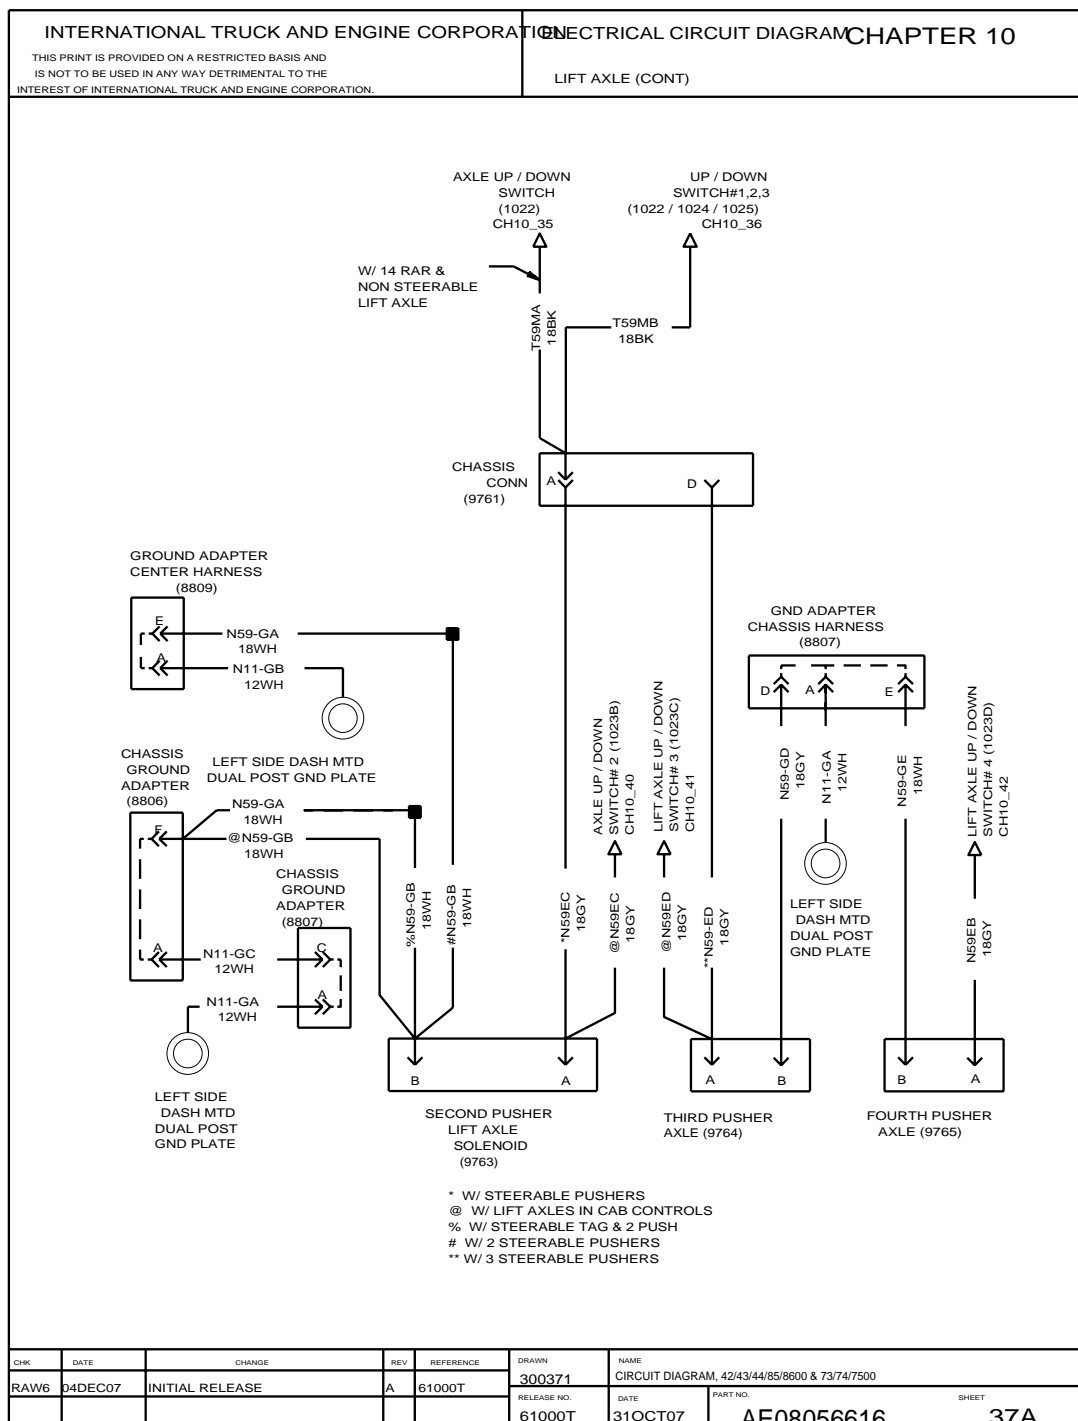 INTERNATIONAL TRUCK AND ENGINE CORPORATION
ELECTRICAL CIRCUIT DIAGRAM
CHAPTER 10
THIS PRINT IS PROVIDED ON A RESTRICTED BASIS AND
IS NOT TO BE USED IN ANY WAY DETRIMENTAL TO THE
INTEREST OF INTERNATIONAL TRUCK AND ENGINE CORPORATION.
LIFT AXLE (CONT)
AXLE UP / DOWN
SWITCH
(1022)
CH10_35
UP / DOWN
SWITCH#1,2,3
(1022 / 1024 / 1025)
CH10_36
W/ 14 RAR &
NON STEERABLE
LIFT AXLE
T59MA
18BK
T59MB
18BK
CHASSIS
CONN
(9761)
A
D
GROUND ADAPTER
CENTER HARNESS
(8809)
E
N59-GA
18WH
A
N11-GB
12WH
LEFT SIDE DASH MTD
DUAL POST GND PLATE
GND ADAPTER
CHASSIS HARNESS
(8807)
D
A
E
CHASSIS
GROUND
ADAPTER
(8806)
N59-GA
18WH
F
@N59-GB
18WH
CHASSIS
GROUND
ADAPTER
(8807)
A
N11-GC
12WH
C
N11-GA
12WH
A
LEFT SIDE
DASH MTD
DUAL POST
GND PLATE
%N59-GB
18WH
#N59-GB
18WH
AXLE UP / DOWN
SWITCH# 2 (1023B)
CH10_40
LIFT AXLE UP / DOWN
SWITCH# 3 (1023C)
CH10_41
*N59EC
18GY
@N59EC
18GY
@N59ED
18GY
**N59-ED
18GY
N59-GD
18GY
N11-GA
12WH
N59-GE
18WH
LIFT AXLE UP / DOWN
SWITCH# 4 (1023D)
CH10_42
LEFT SIDE
DASH MTD
DUAL POST
GND PLATE
N59EB
18GY
B
A
A
B
B
A
SECOND PUSHER
LIFT AXLE
SOLENOID
(9763)
THIRD PUSHER
AXLE (9764)
FOURTH PUSHER
AXLE (9765)
* W/ STEERABLE PUSHERS
@ W/ LIFT AXLES IN CAB CONTROLS
% W/ STEERABLE TAG & 2 PUSH
# W/ 2 STEERABLE PUSHERS
** W/ 3 STEERABLE PUSHERS
CHK DATE CHANGE REV REFERENCE
RAW6 04DEC07 INITIAL RELEASE A 61000T
DRAWN
300371
NAME
CIRCUIT DIAGRAM, 42/43/44/85/8600 & 73/74/7500
RELEASE NO.
61000T
DATE
31OCT07
PART NO.
AE08056616
SHEET
37A